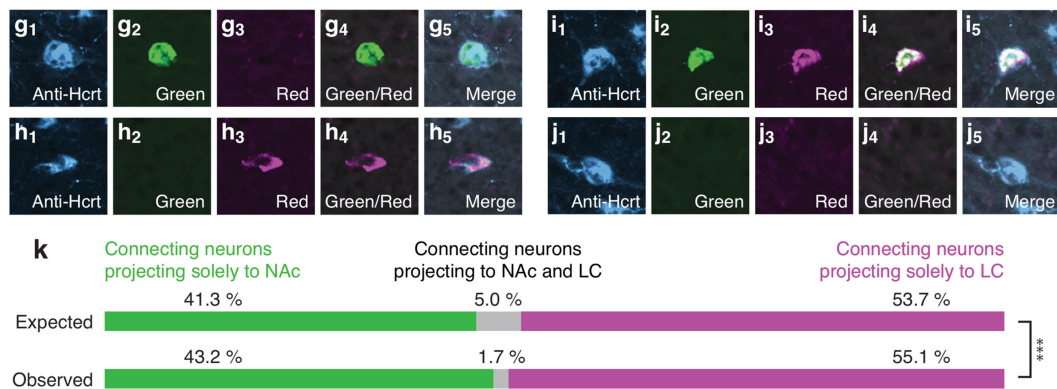 g1 g2 g3 g4 g5 i1 i2 i3 i4 i5
Anti-Hcrt Green Red Green/Red Merge Anti-Hcrt Green Red Green/Red Merge
h1 h2 h3 h4 h5 j1 j2 j3 j4 j5
Anti-Hcrt Green Red Green/Red Merge Anti-Hcrt Green Red Green/Red Merge
k
Connecting neurons
projecting solely to NAc
Connecting neurons
projecting to NAc and LC
Connecting neurons
projecting solely to LC
41.3 % 5.0 % 53.7 %
Expected
***
43.2 % 1.7 % 55.1 %
Observed